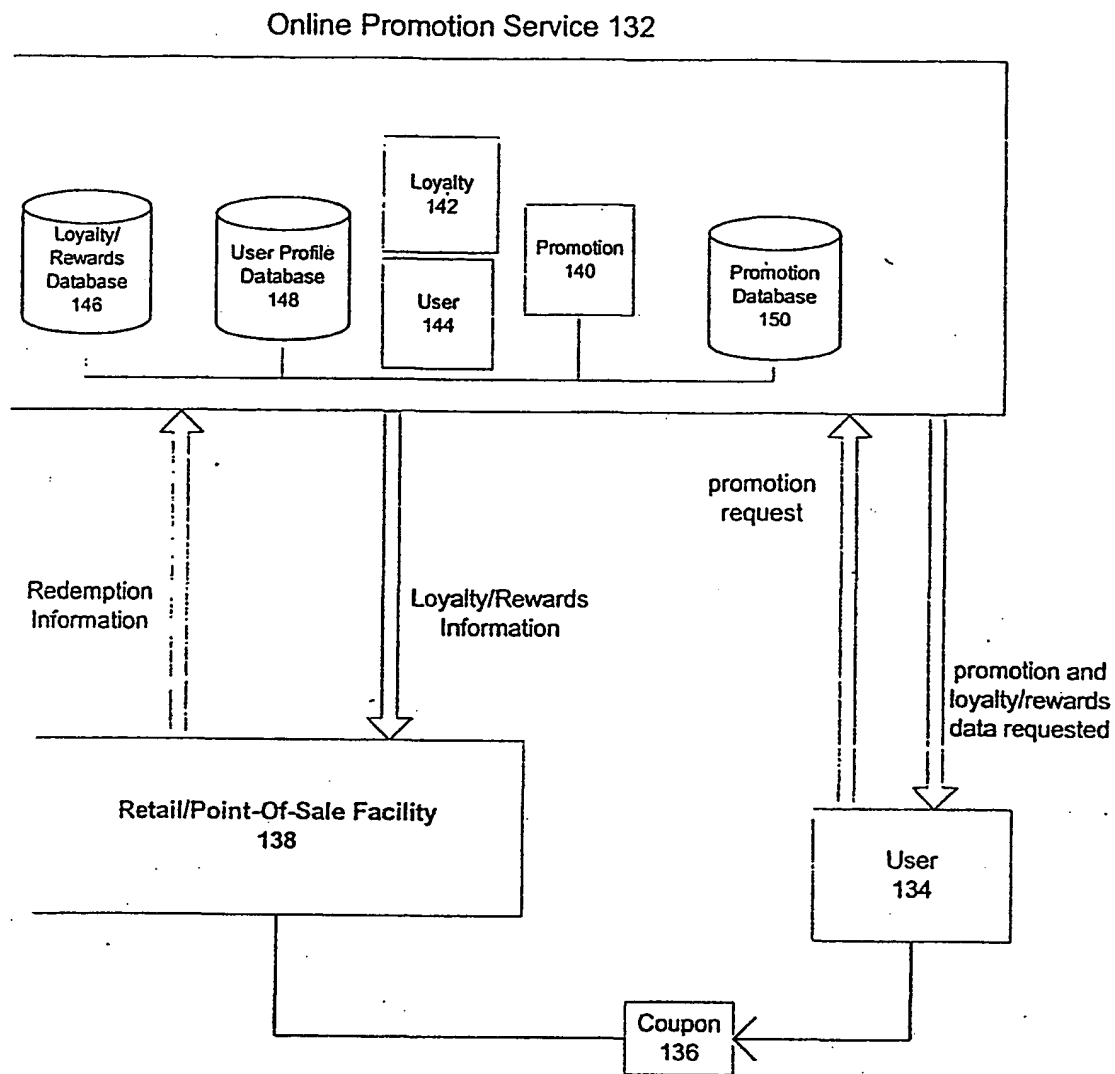 Online Promotion Service 132
Loyalty/
Rewards
Database
146
User Profile
Database
148
Loyalty
142
User
144
Promotion
140
Promotion
Database
150
Redemption
Information
Loyalty/Rewards
Information
promotion
request
promotion and
loyalty/rewards
data requested
Retail/Point-Of-Sale Facility
138
User
134
Coupon
136